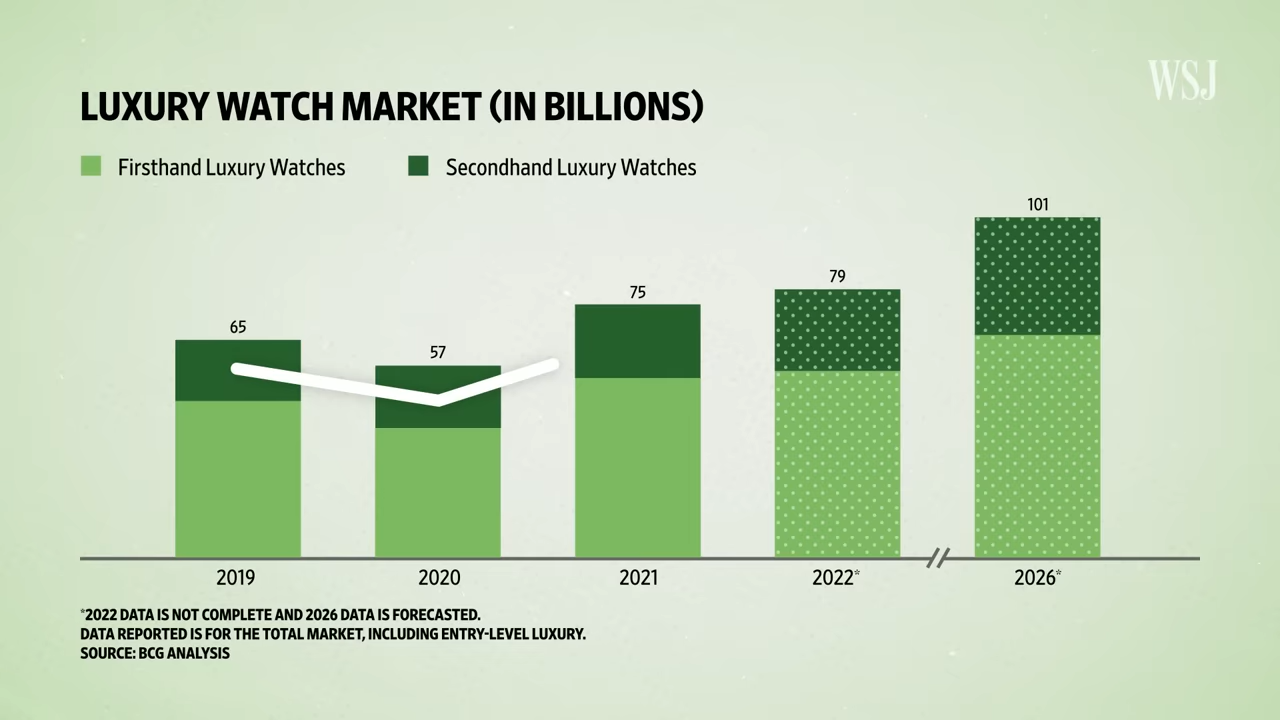 WSJ
LUXURY WATCH MARKET (IN BILLIONS)
Firsthand Luxury Watches
Secondhand Luxury Watches
65
57
75
79
101
2019
2020
2021
2022*
2026*
*2022 DATA IS NOT COMPLETE AND 2026 DATA IS FORECASTED.
DATA REPORTED IS FOR THE TOTAL MARKET, INCLUDING ENTRY-LEVEL LUXURY.
SOURCE: BCG ANALYSIS